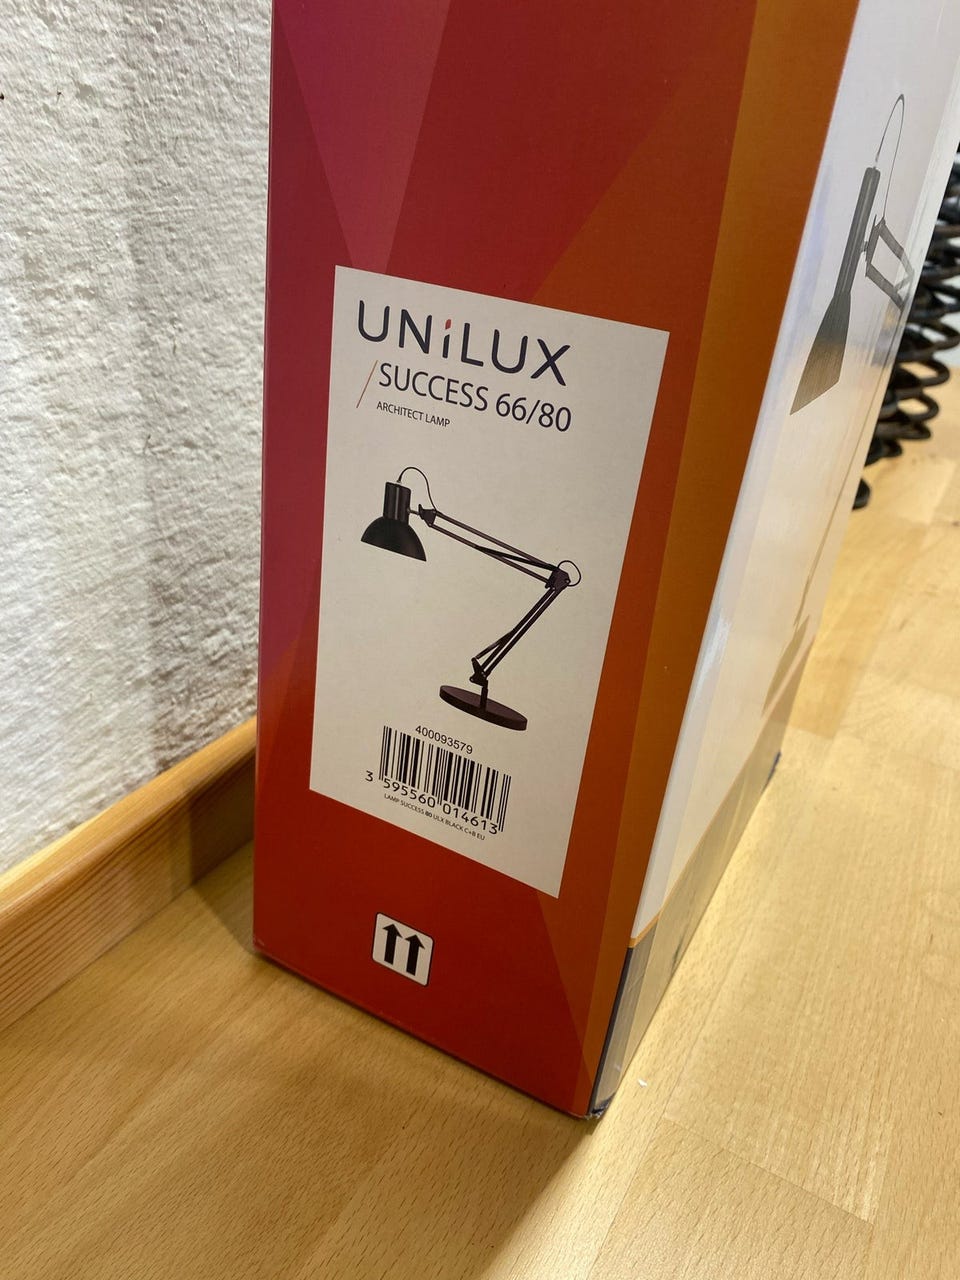 UNiLUX
/SUCCESS 66/80
ARCHITECT LAMP
400093579
3 595560 014613
LAMP SUCCESS 80 ULX BLACK C+B EU